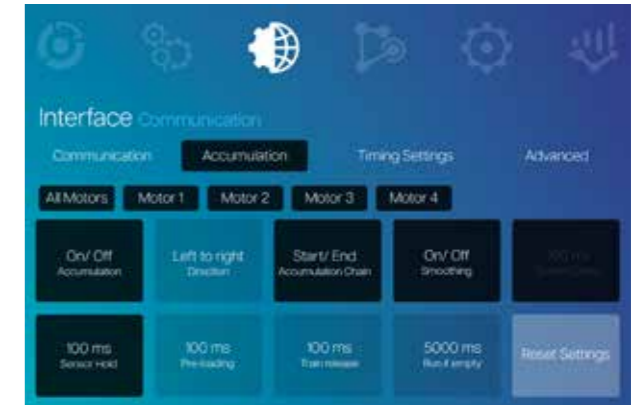 Interface Communication
Communication Accumulation Timing Settings Advanced
All Motors Motor 1 Motor 2 Motor 3 Motor 4
On/ Off Left to right Start/ End On/ Off 100 ms
Accumulation Direction Accumulation Chain Smoothing
100 ms 100 ms 100 ms 5000 ms Reset Settings
Sensor Hold Pre-loading Train release Run if empty